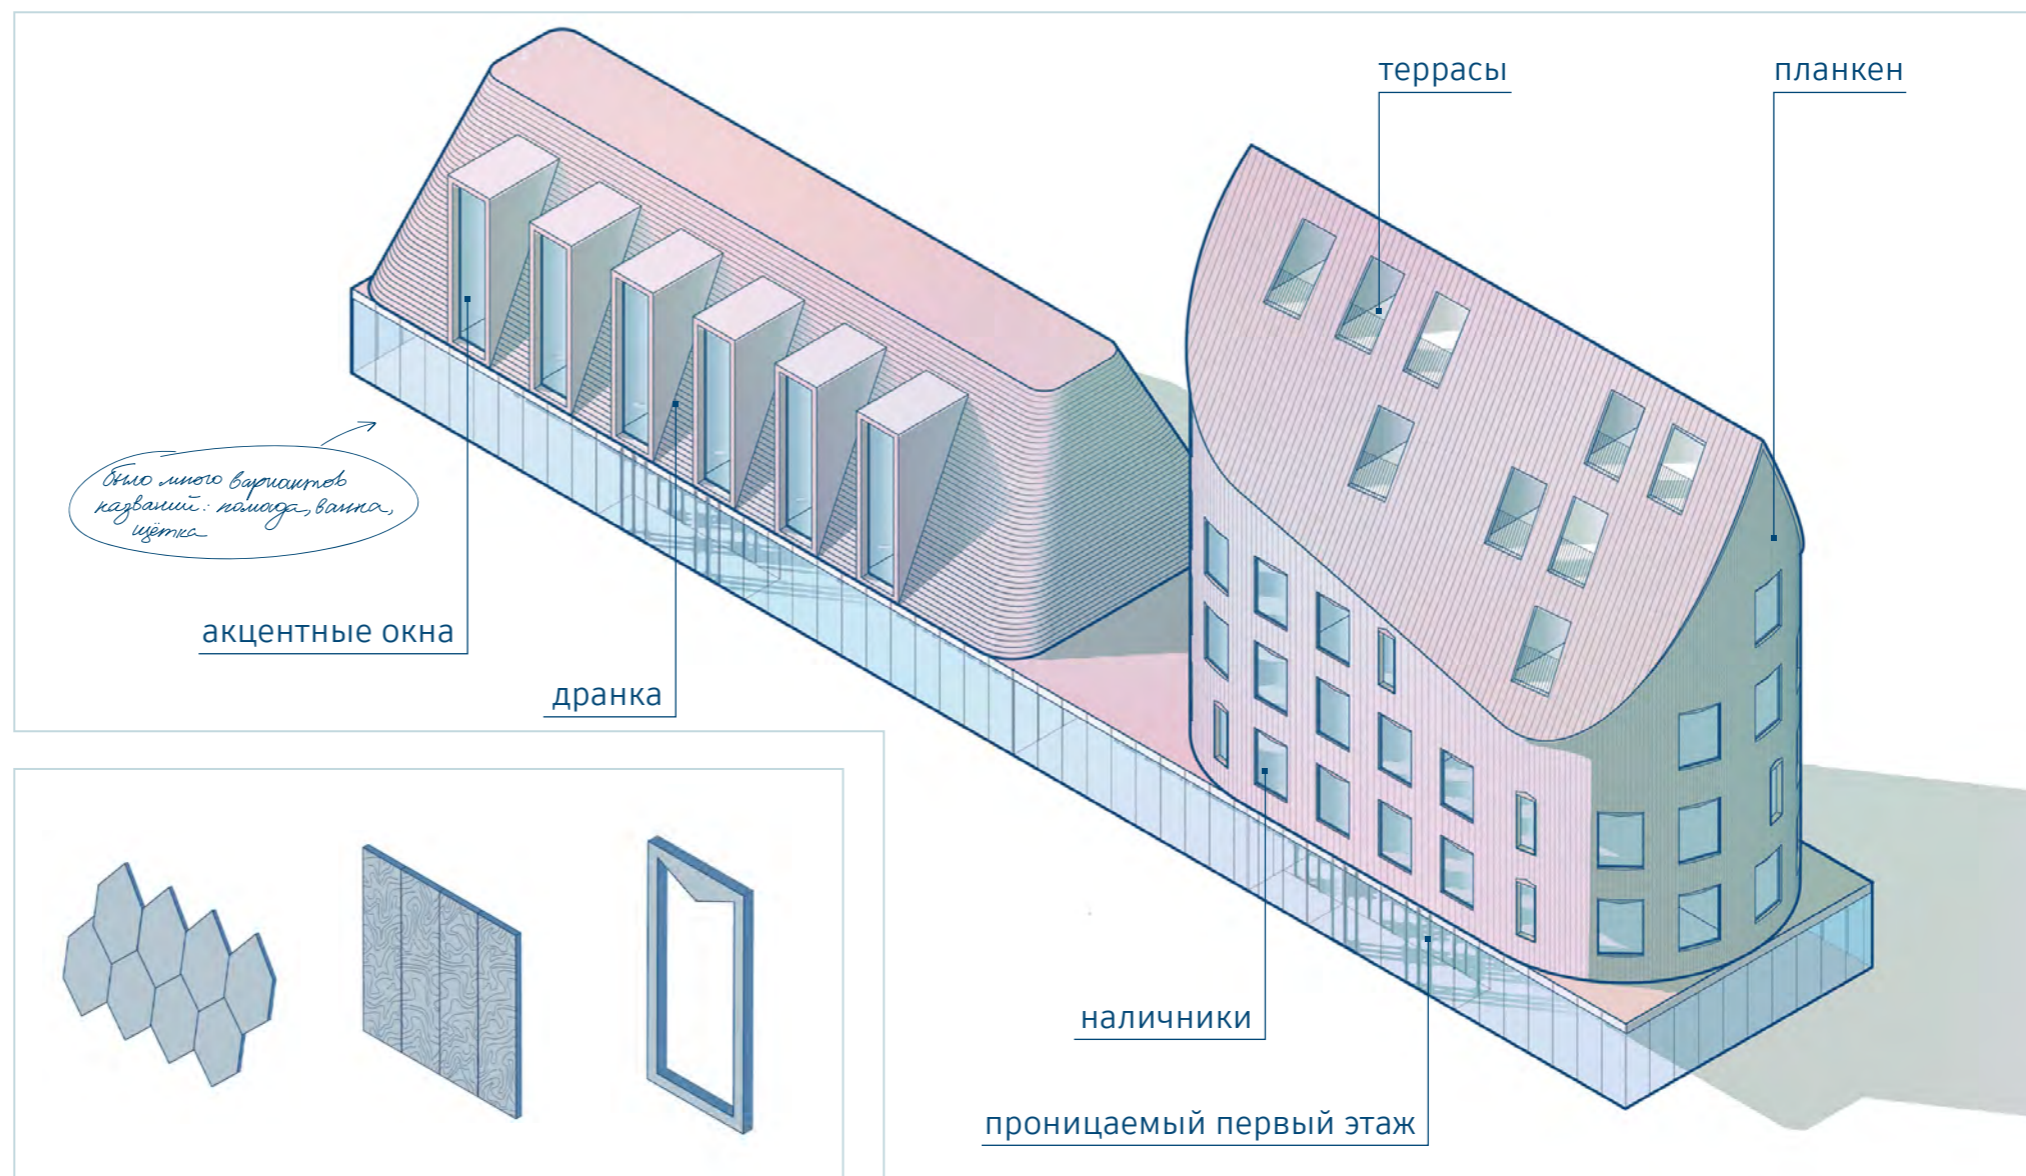 террасы
планкен
было много вариантов
названий: помада, ванна,
щётка
акцентные окна
дранка
наличники
проницаемый первый этаж